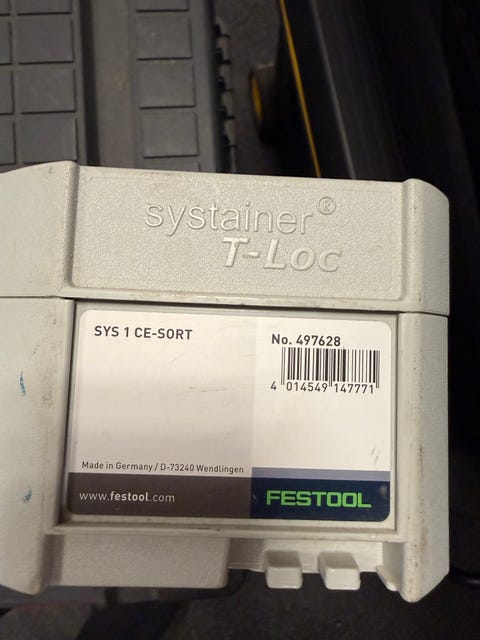 systainer®
T-Loc
SYS 1 CE-SORT
No. 497628
4 014549 147771
Made in Germany / D-73240 Wendlingen
www.festool.com
FESTOOL